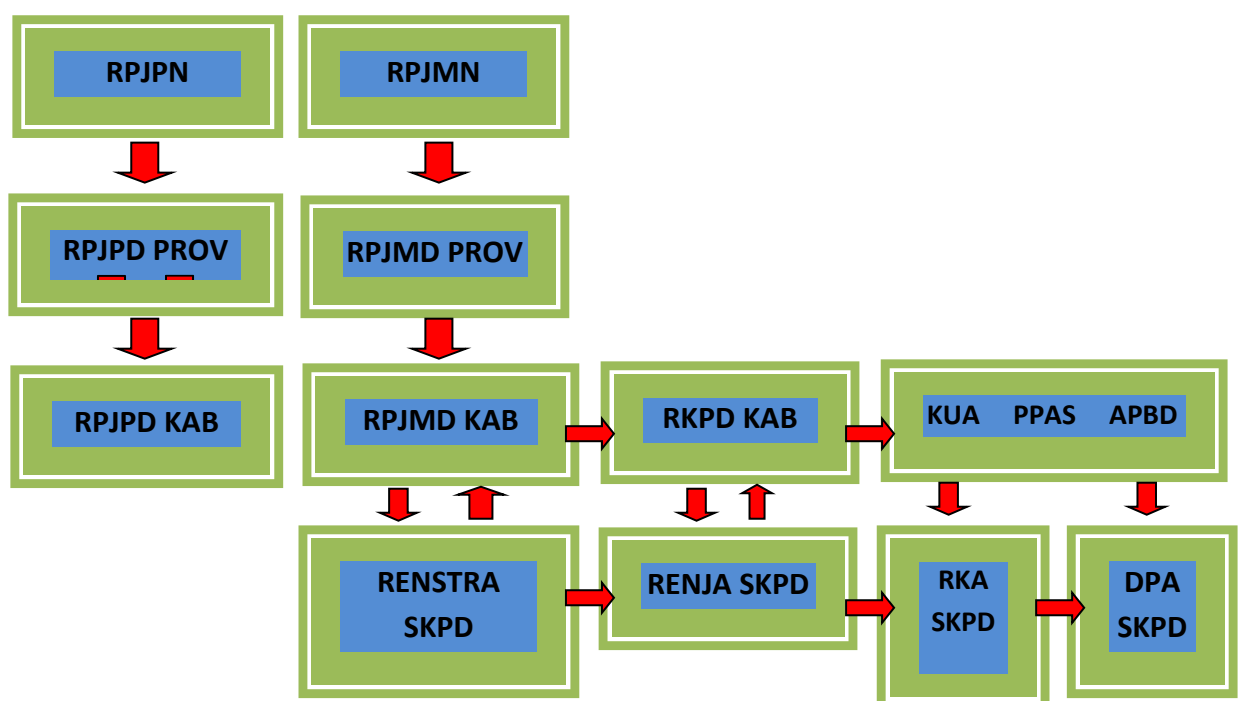 RPJPN
RPJMN
RPJPD PROV
RPJMD PROV
RPJPD KAB
RPJMD KAB
RKPD KAB
KUA PPAS APBD
RENSTRA
SKPD
RENJA SKPD
RKA
SKPD
DPA
SKPD